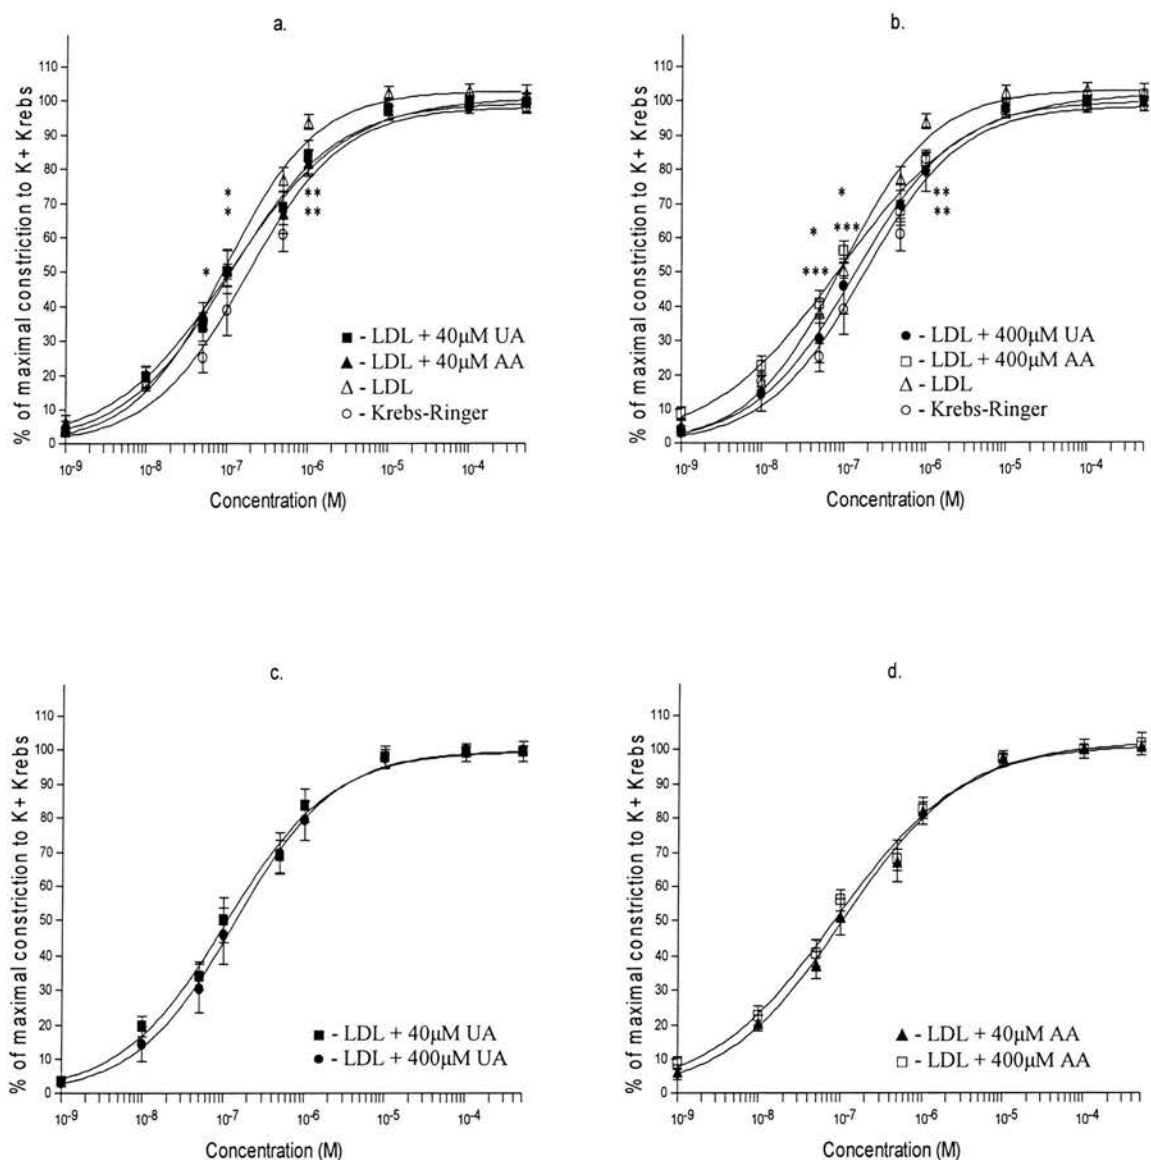 a.
% of maximal constriction to K+ Krebs
110
100
90
80
70
60
50
40
30
20
10
0
*
*
*
**
**
- LDL + 40μM UA
- LDL + 40μM AA
- LDL
- Krebs-Ringer
10-9 10-8 10-7 10-6 10-5 10-4
Concentration (M)
b.
% of maximal constriction to K+ Krebs
110
100
90
80
70
60
50
40
30
20
10
0
*
***
*
***
**
**
- LDL + 400μM UA
- LDL + 400μM AA
- LDL
- Krebs-Ringer
10-9 10-8 10-7 10-6 10-5 10-4
Concentration (M)
c.
% of maximal constriction to K+ Krebs
110
100
90
80
70
60
50
40
30
20
10
0
- LDL + 40μM UA
- LDL + 400μM UA
10-9 10-8 10-7 10-6 10-5 10-4
Concentration (M)
d.
% of maximal constriction to K+ Krebs
110
100
90
80
70
60
50
40
30
20
10
0
- LDL + 40μM AA
- LDL + 400μM AA
10-9 10-8 10-7 10-6 10-5 10-4
Concentration (M)